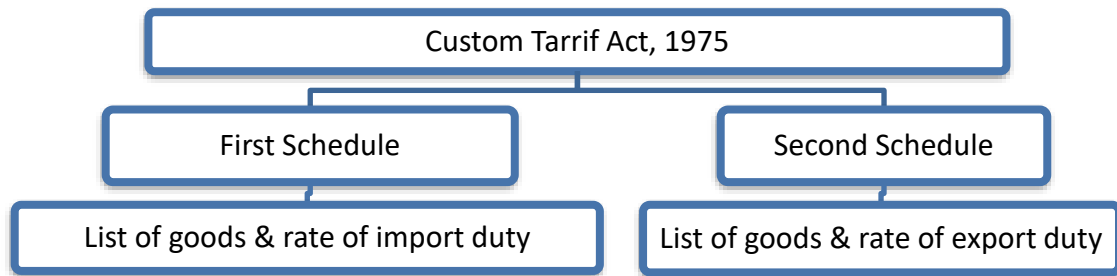 Custom Tarrif Act, 1975
First Schedule
Second Schedule
List of goods & rate of import duty
List of goods & rate of export duty